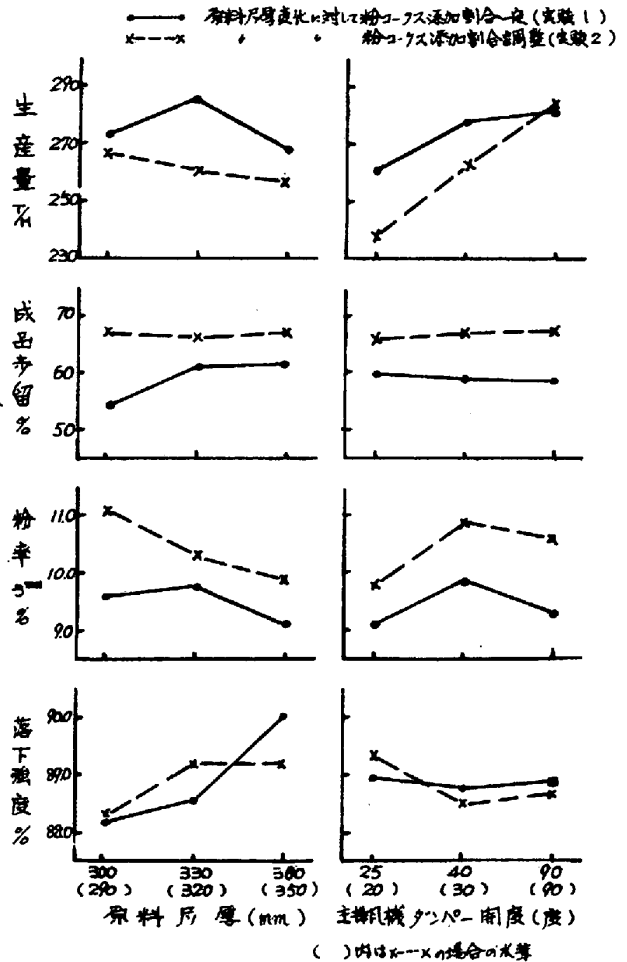 原料层厚変化に対して粉コークス添加割合一定(実験1)
〃 〃 粉コークス添加割合調整(実験2)
生産量 T/H
290
270
250
230
成品歩留 %
70
60
50
粉率 %
11.0
10.0
9.0
落下強度 %
90.0
89.0
88.0
300 330 360 25 40 90
(290) (320) (350) (20) (30) (90)
原料层厚(mm) 主排風機ダンパー開度(度)
( )内はx---xの場合の水準